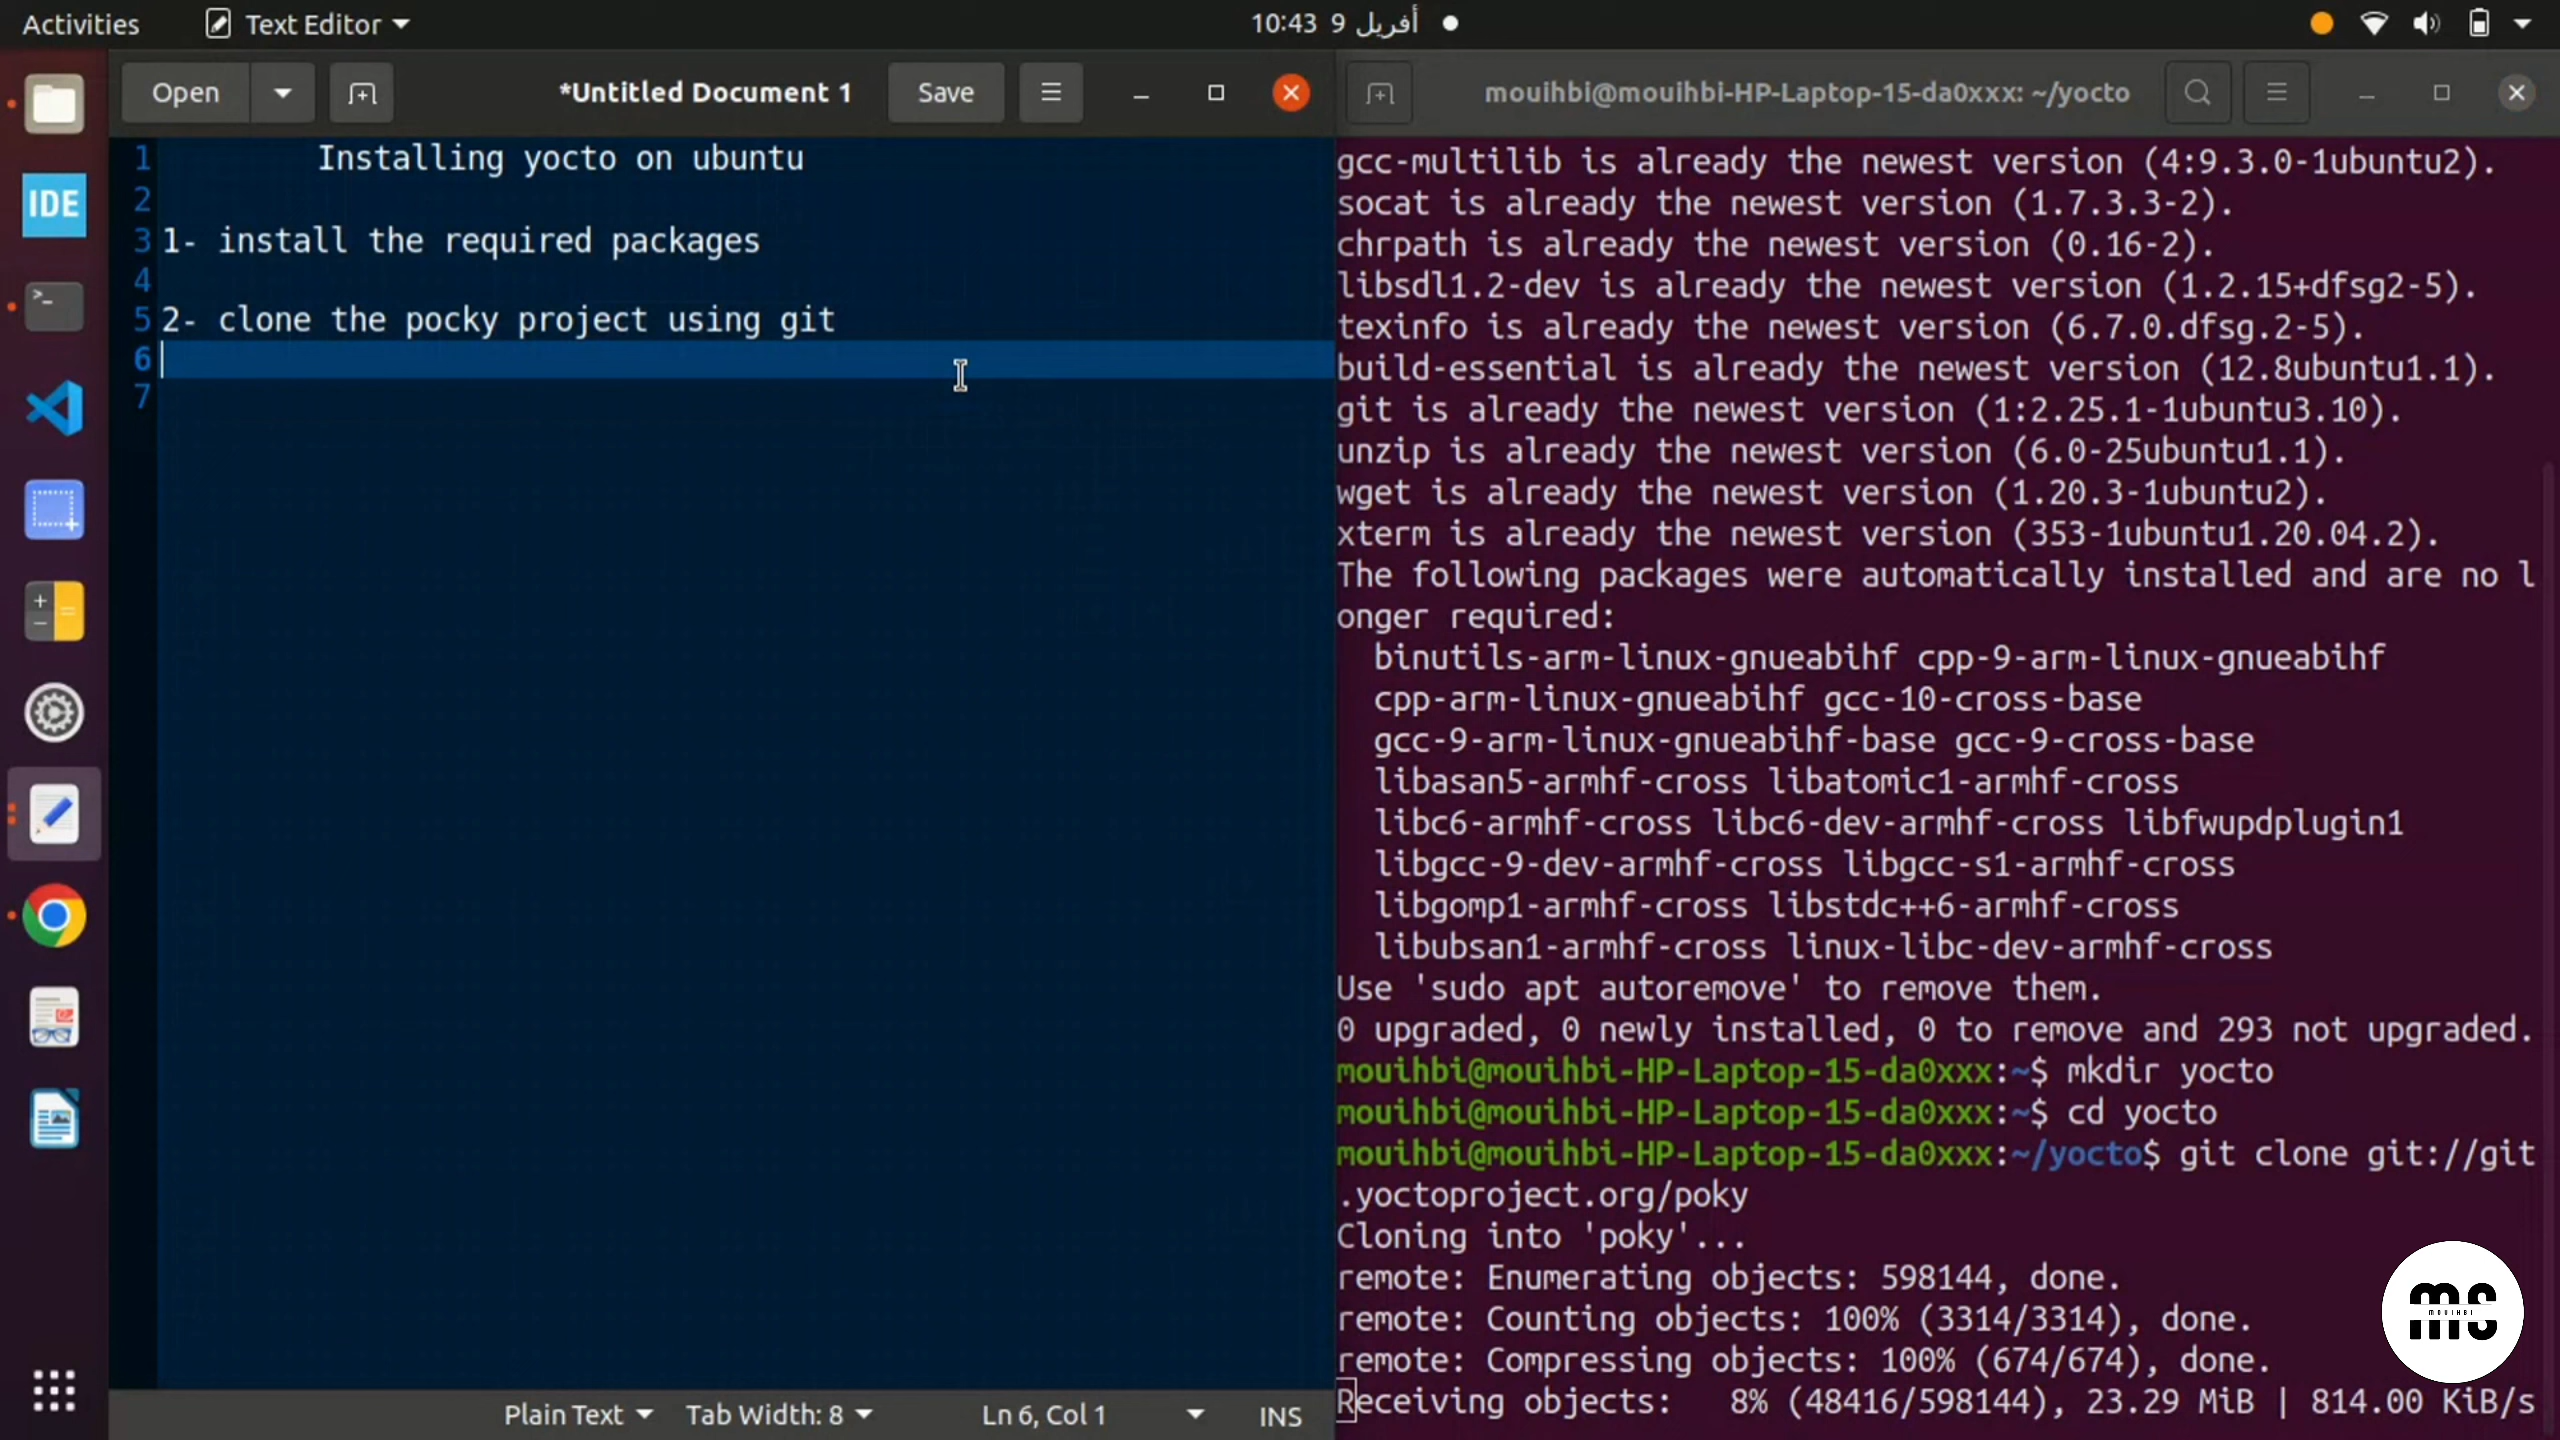 Activities
Text Editor
10:43 9 أفريل
Open
*Untitled Document 1
Save
mouihbi@mouihbi-HP-Laptop-15-da0xxx: ~/yocto
IDE
>_
1 Installing yocto on ubuntu
2
3 1- install the required packages
4
5 2- clone the pocky project using git
6
7
Plain Text
Tab Width: 8
Ln 6, Col 1
INS
gcc-multilib is already the newest version (4:9.3.0-1ubuntu2).
socat is already the newest version (1.7.3.3-2).
chrpath is already the newest version (0.16-2).
libsdl1.2-dev is already the newest version (1.2.15+dfsg2-5).
texinfo is already the newest version (6.7.0.dfsg.2-5).
build-essential is already the newest version (12.8ubuntu1.1).
git is already the newest version (1:2.25.1-1ubuntu3.10).
unzip is already the newest version (6.0-25ubuntu1.1).
wget is already the newest version (1.20.3-1ubuntu2).
xterm is already the newest version (353-1ubuntu1.20.04.2).
The following packages were automatically installed and are no l
onger required:
binutils-arm-linux-gnueabihf cpp-9-arm-linux-gnueabihf
cpp-arm-linux-gnueabihf gcc-10-cross-base
gcc-9-arm-linux-gnueabihf-base gcc-9-cross-base
libasan5-armhf-cross libatomic1-armhf-cross
libc6-armhf-cross libc6-dev-armhf-cross libfwupdplugin1
libgcc-9-dev-armhf-cross libgcc-s1-armhf-cross
libgomp1-armhf-cross libstdc++6-armhf-cross
libubsan1-armhf-cross linux-libc-dev-armhf-cross
Use 'sudo apt autoremove' to remove them.
0 upgraded, 0 newly installed, 0 to remove and 293 not upgraded.
mouihbi@mouihbi-HP-Laptop-15-da0xxx:~$ mkdir yocto
mouihbi@mouihbi-HP-Laptop-15-da0xxx:~$ cd yocto
mouihbi@mouihbi-HP-Laptop-15-da0xxx:~/yocto$ git clone git://git
.yoctoproject.org/poky
Cloning into 'poky'...
remote: Enumerating objects: 598144, done.
remote: Counting objects: 100% (3314/3314), done.
remote: Compressing objects: 100% (674/674), done.
Receiving objects: 8% (48416/598144), 23.29 MiB | 814.00 KiB/s
ms
MOUIHBI